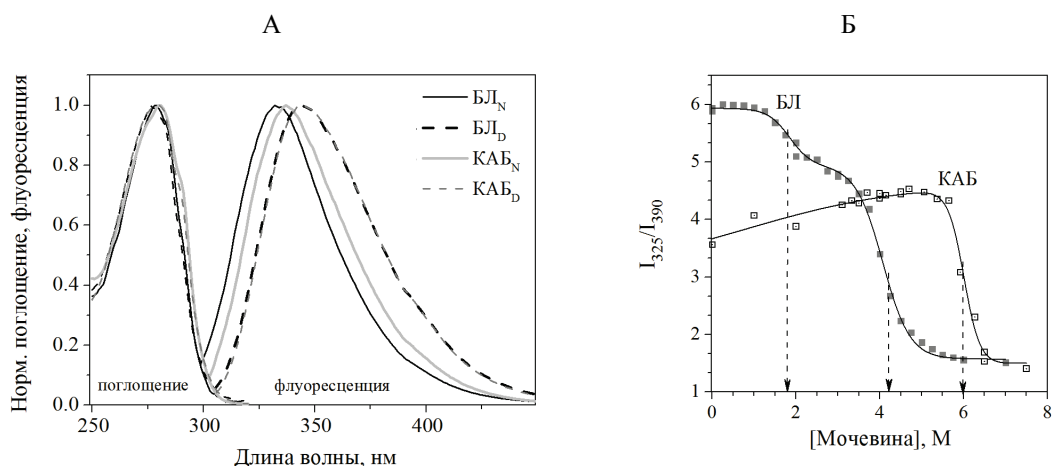 А
Норм. поглощение, флуоресценция
1.0
0.8
0.6
0.4
0.2
0.0
250
300
350
400
Длина волны, нм
поглощение
флуоресценция
БЛN
БЛD
КАБN
КАБD
Б
I325/I390
6
5
4
3
2
1
0
2
4
6
8
[Мочевина], М
БЛ
КАБ